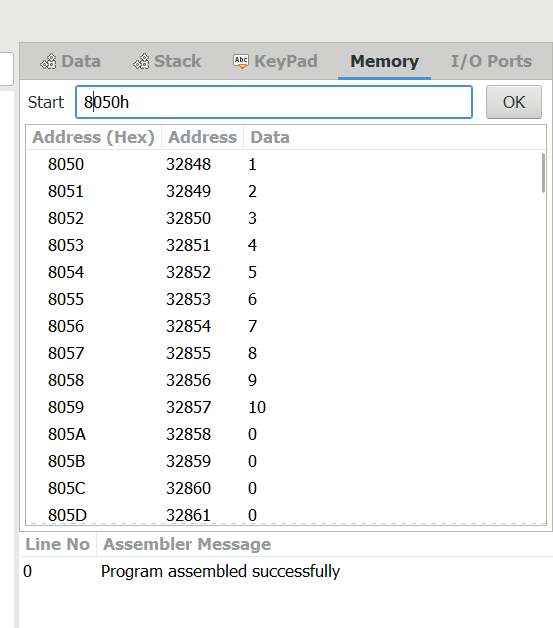 Data Stack Abc KeyPad Memory I/O Ports
Start 8050h OK
Address (Hex) Address Data
8050 32848 1
8051 32849 2
8052 32850 3
8053 32851 4
8054 32852 5
8055 32853 6
8056 32854 7
8057 32855 8
8058 32856 9
8059 32857 10
805A 32858 0
805B 32859 0
805C 32860 0
805D 32861 0
Line No Assembler Message
0 Program assembled successfully